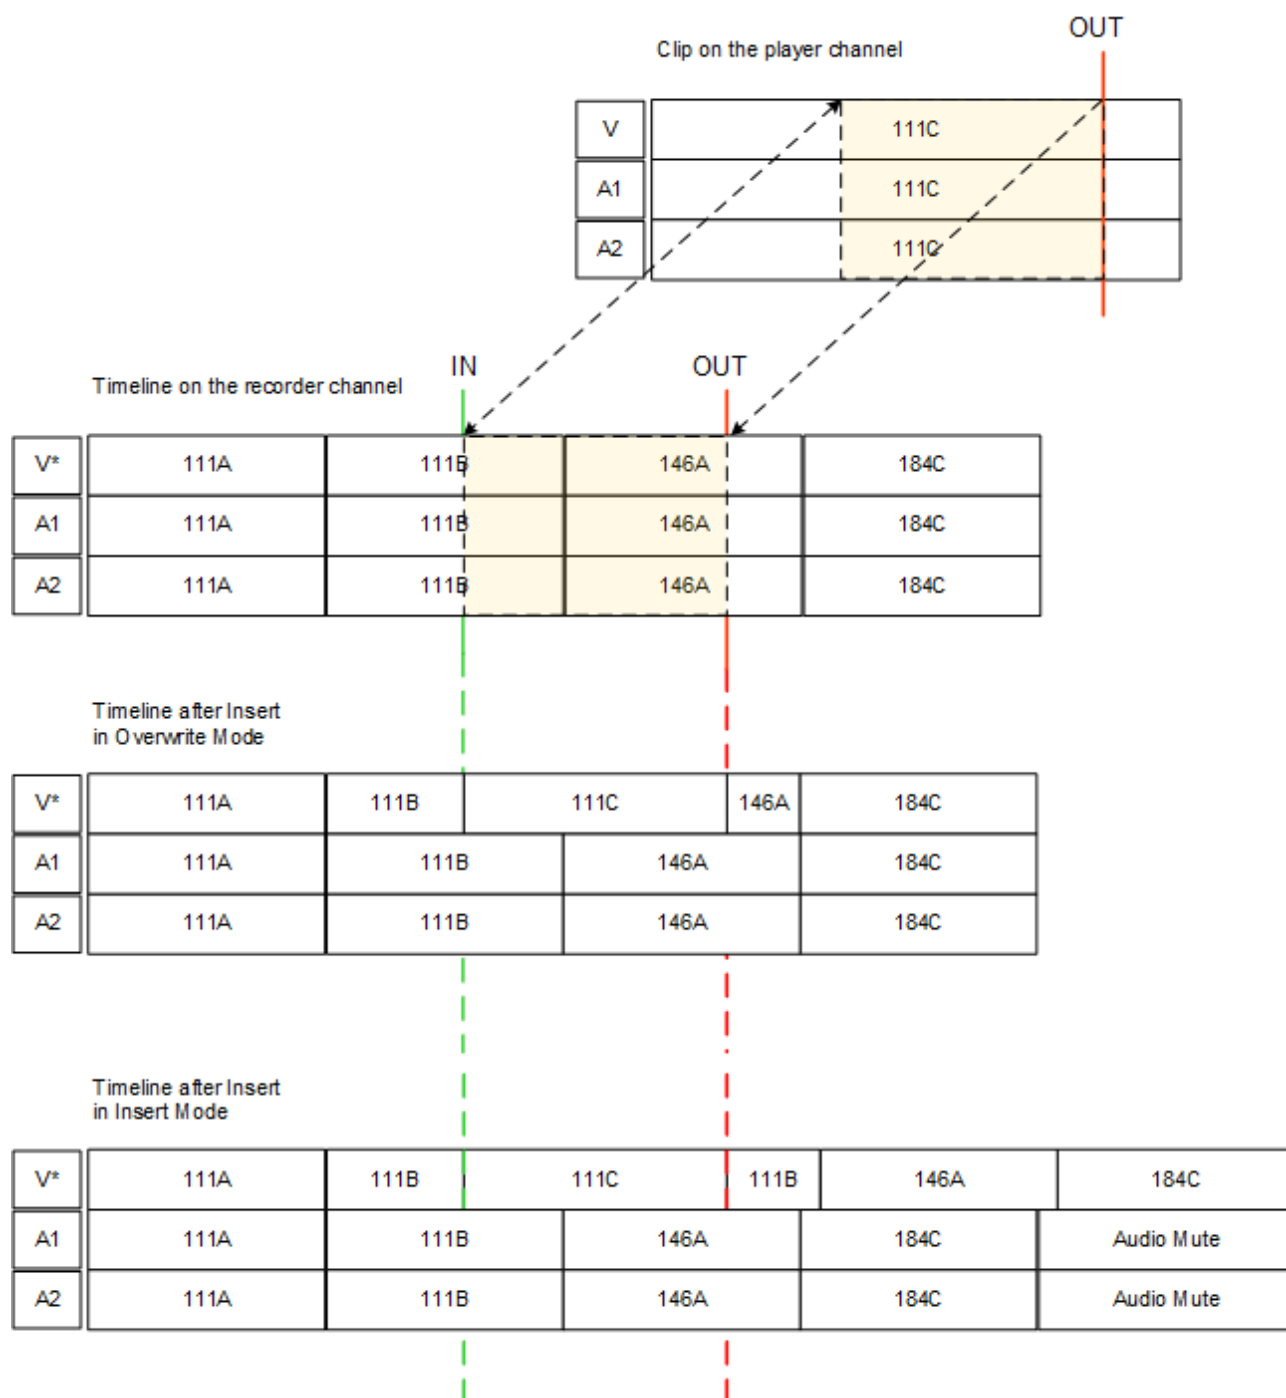 OUT
Clip on the player channel
V 111C
A1 111C
A2 111C
IN OUT
Timeline on the recorder channel
V* 111A 111B 146A 184C
A1 111A 111B 146A 184C
A2 111A 111B 146A 184C
Timeline after Insert
in Overwrite Mode
V* 111A 111B 111C 146A 184C
A1 111A 111B 146A 184C
A2 111A 111B 146A 184C
Timeline after Insert
in Insert Mode
V* 111A 111B 111C 111B 146A 184C
A1 111A 111B 146A 184C Audio Mute
A2 111A 111B 146A 184C Audio Mute